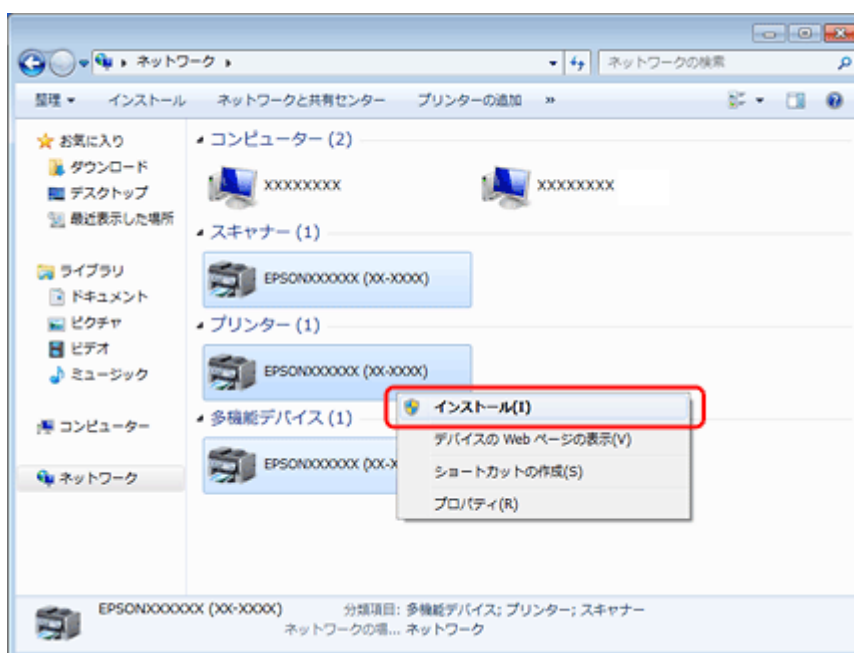 ネットワーク
ネットワークの検索
整理 インストール ネットワークと共有センター プリンターの追加 »
お気に入り
ダウンロード
デスクトップ
最近表示した場所
ライブラリ
ドキュメント
ピクチャ
ビデオ
ミュージック
コンピューター
ネットワーク
コンピューター (2)
XXXXXXXX XXXXXXXX
スキャナー (1)
EPSONXXXXXX (XX-XXXX)
プリンター (1)
EPSONXXXXXX (XX-XXXX)
多機能デバイス (1)
EPSONXXXXXX (XX-X
インストール(I)
デバイスの Web ページの表示(V)
ショートカットの作成(S)
プロパティ(R)
EPSONXXXXXX (XX-XXXX) 分類項目: 多機能デバイス; プリンター; スキャナー
ネットワークの場... ネットワーク